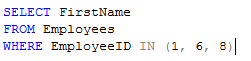 SELECT FirstName
FROM Employees
WHERE EmployeeID IN (1, 6, 8)